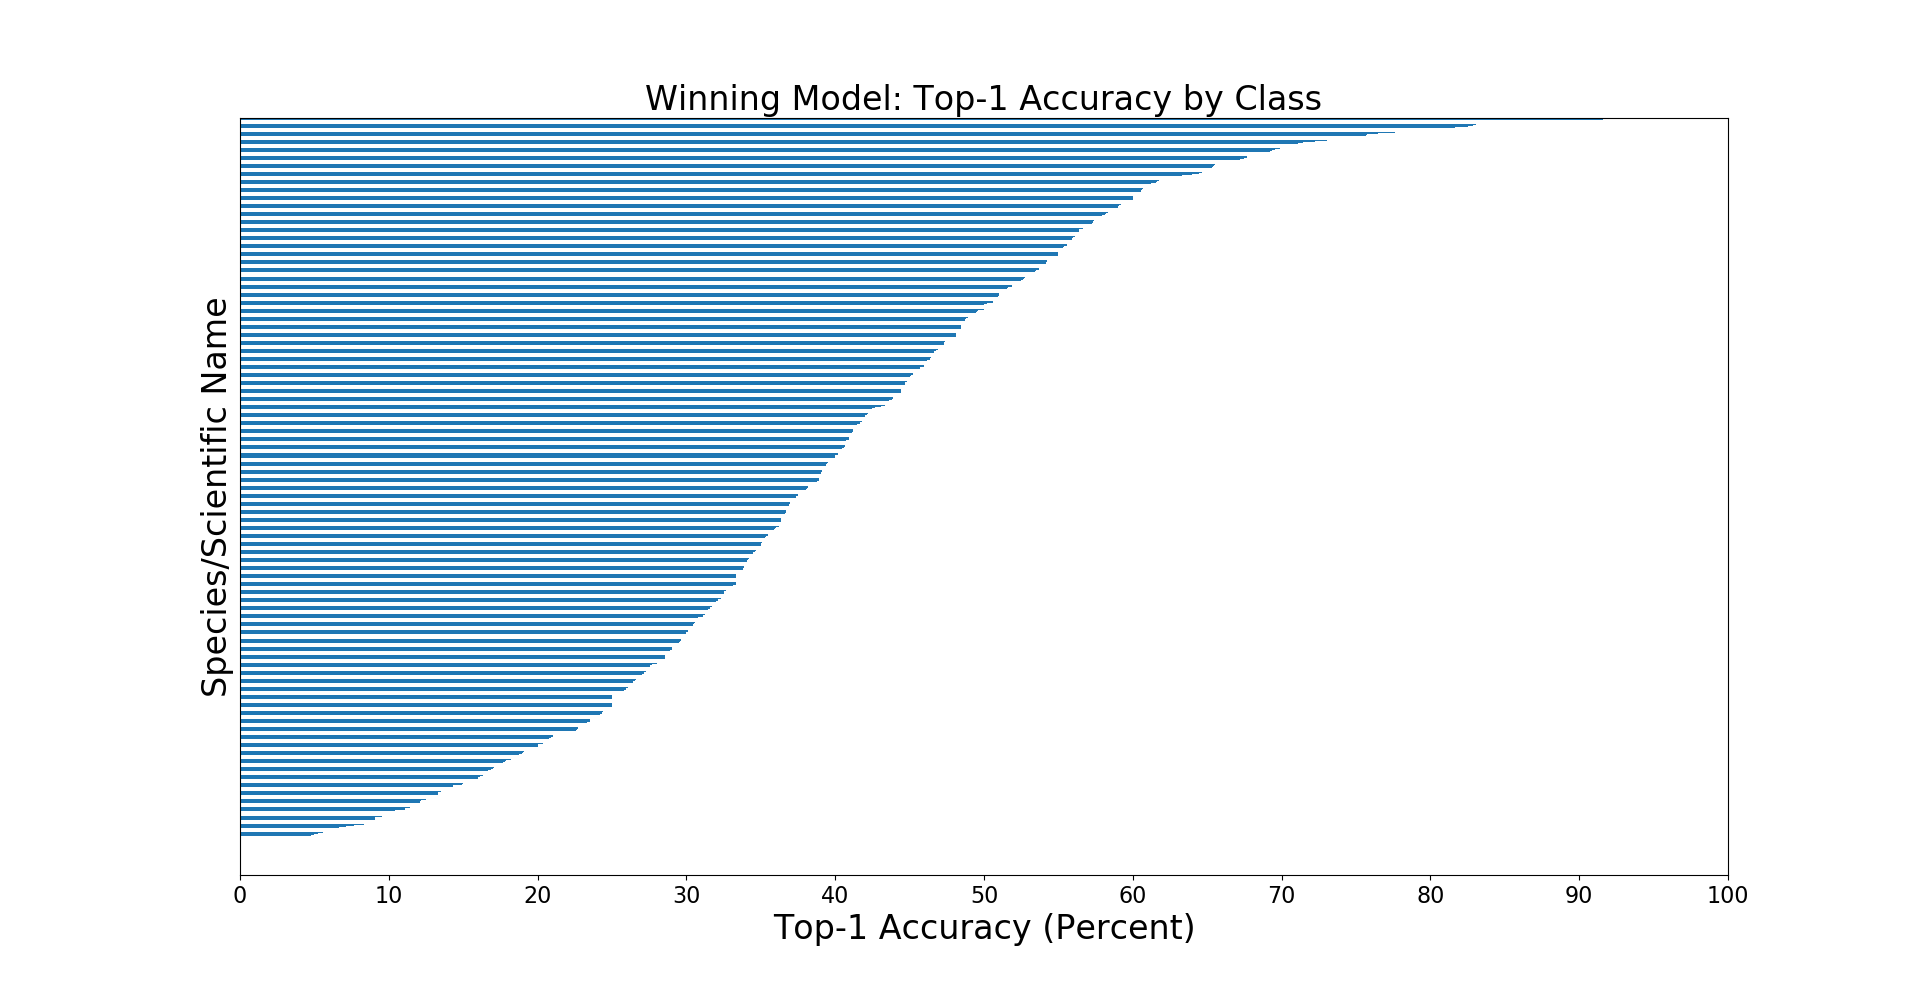 Winning Model: Top-1 Accuracy by Class
Species/Scientific Name
0 10 20 30 40 50 60 70 80 90 100
Top-1 Accuracy (Percent)